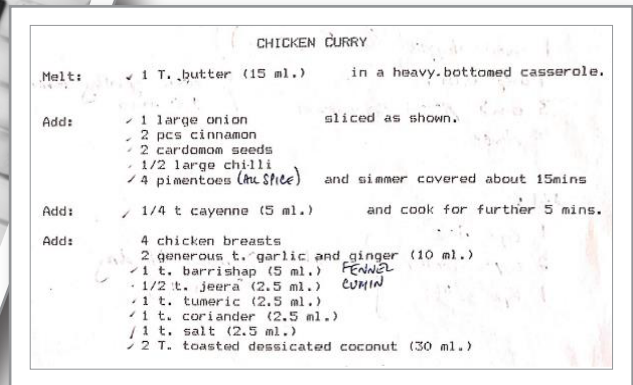 CHICKEN CURRY
Melt: ✓ 1 T. butter (15 ml.) in a heavy bottomed casserole.
Add: ✓ 1 large onion sliced as shown.
✓ 2 pcs cinnamon
✓ 2 cardomom seeds
✓ 1/2 large chilli
✓ 4 pimentoes (ALL SPICE) and simmer covered about 15mins
Add: ✓ 1/4 t cayenne (5 ml.) and cook for further 5 mins.
Add: 4 chicken breasts
2 generous t. garlic and ginger (10 ml.)
✓ 1 t. barrishap (5 ml.) FENNEL
✓ 1/2 t. jeera (2.5 ml.) CUMIN
✓ 1 t. tumeric (2.5 ml.)
✓ 1 t. coriander (2.5 ml.)
✓ 1 t. salt (2.5 ml.)
✓ 2 T. toasted dessicated coconut (30 ml.)